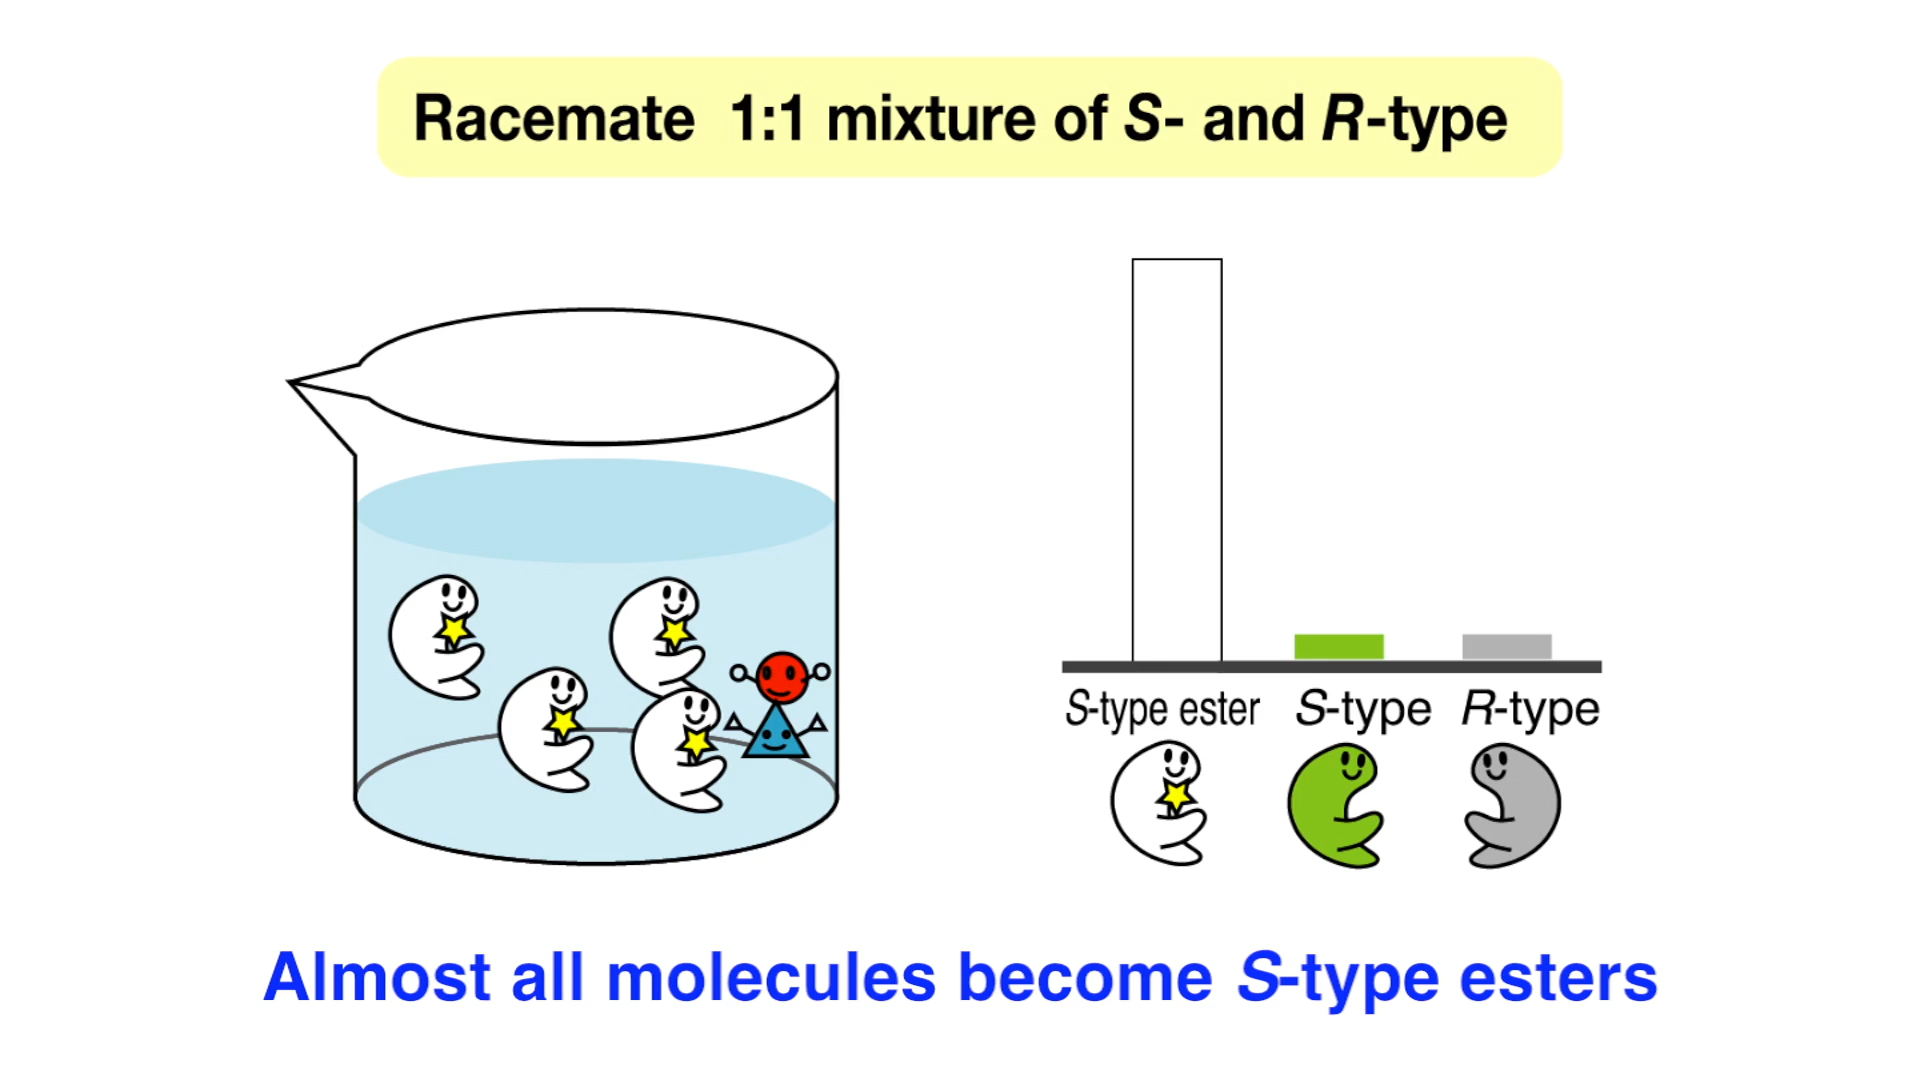 Racemate 1:1 mixture of S- and R-type
S-type ester S-type R-type
Almost all molecules become S-type esters